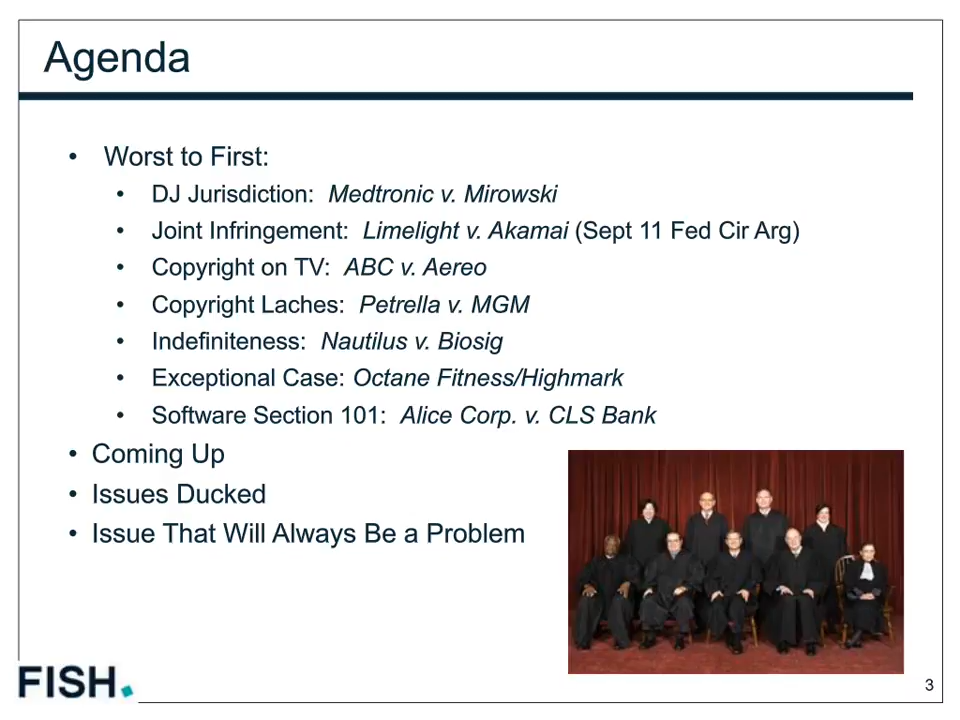 Agenda
• Worst to First:
• DJ Jurisdiction: Medtronic v. Mirowski
• Joint Infringement: Limelight v. Akamai (Sept 11 Fed Cir Arg)
• Copyright on TV: ABC v. Aereo
• Copyright Laches: Petrella v. MGM
• Indefiniteness: Nautilus v. Biosig
• Exceptional Case: Octane Fitness/Highmark
• Software Section 101: Alice Corp. v. CLS Bank
• Coming Up
• Issues Ducked
• Issue That Will Always Be a Problem
FISH.
3